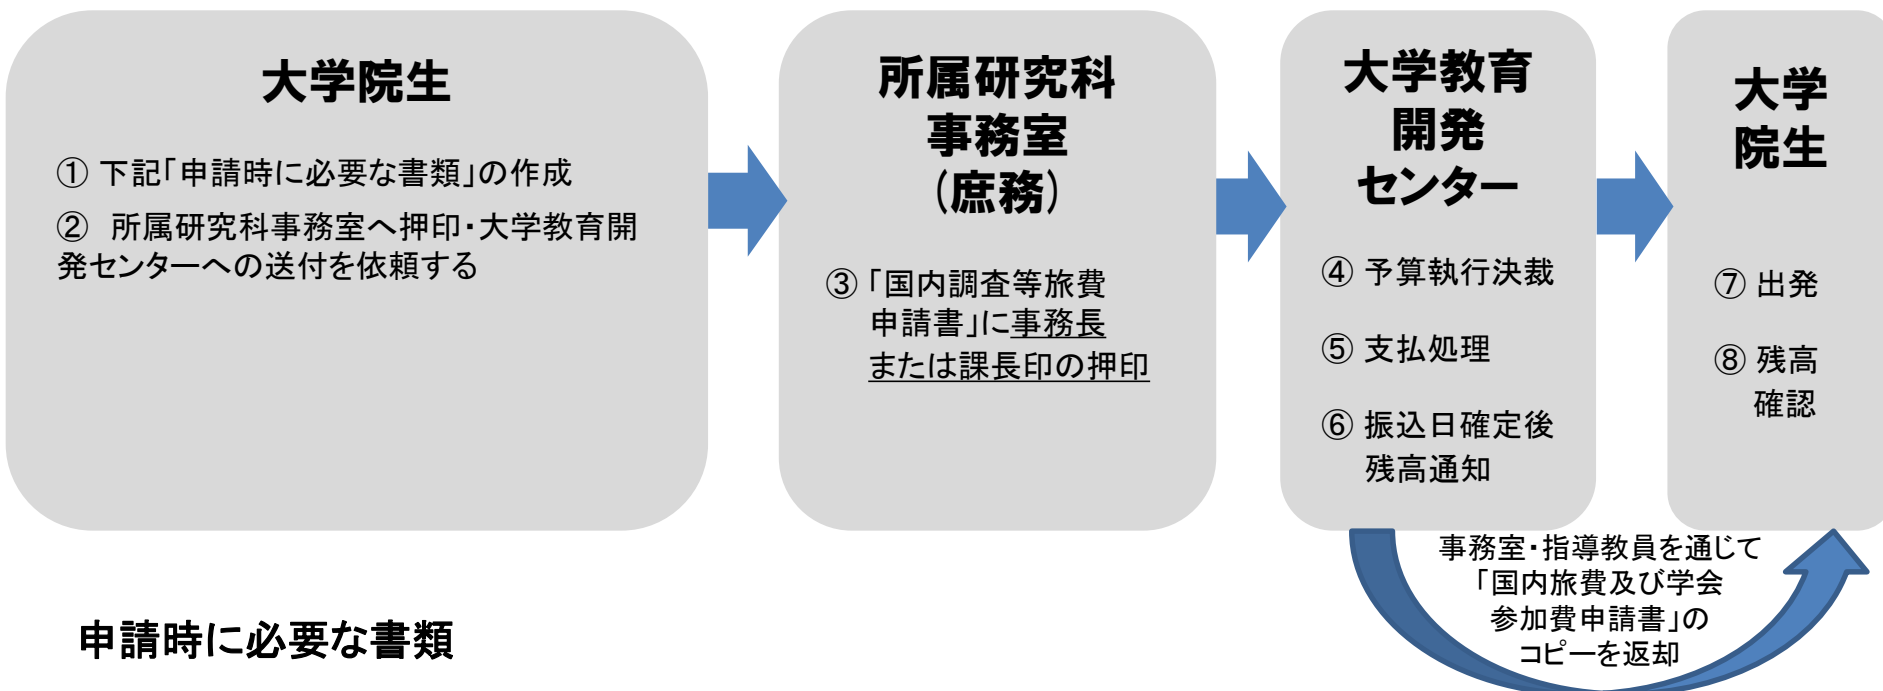 大学院生
① 下記「申請時に必要な書類」の作成
② 所属研究科事務室へ押印・大学教育開
発センターへの送付を依頼する
所属研究科
事務室
(庶務)
③「国内調査等旅費
申請書」に事務長
または課長印の押印
大学教育
開発
センター
④ 予算執行決裁
⑤ 支払処理
⑥ 振込日確定後
残高通知
大学
院生
⑦ 出発
⑧ 残高
確認
事務室・指導教員を通じて
「国内旅費及び学会
参加費申請書」の
コピーを返却
申請時に必要な書類